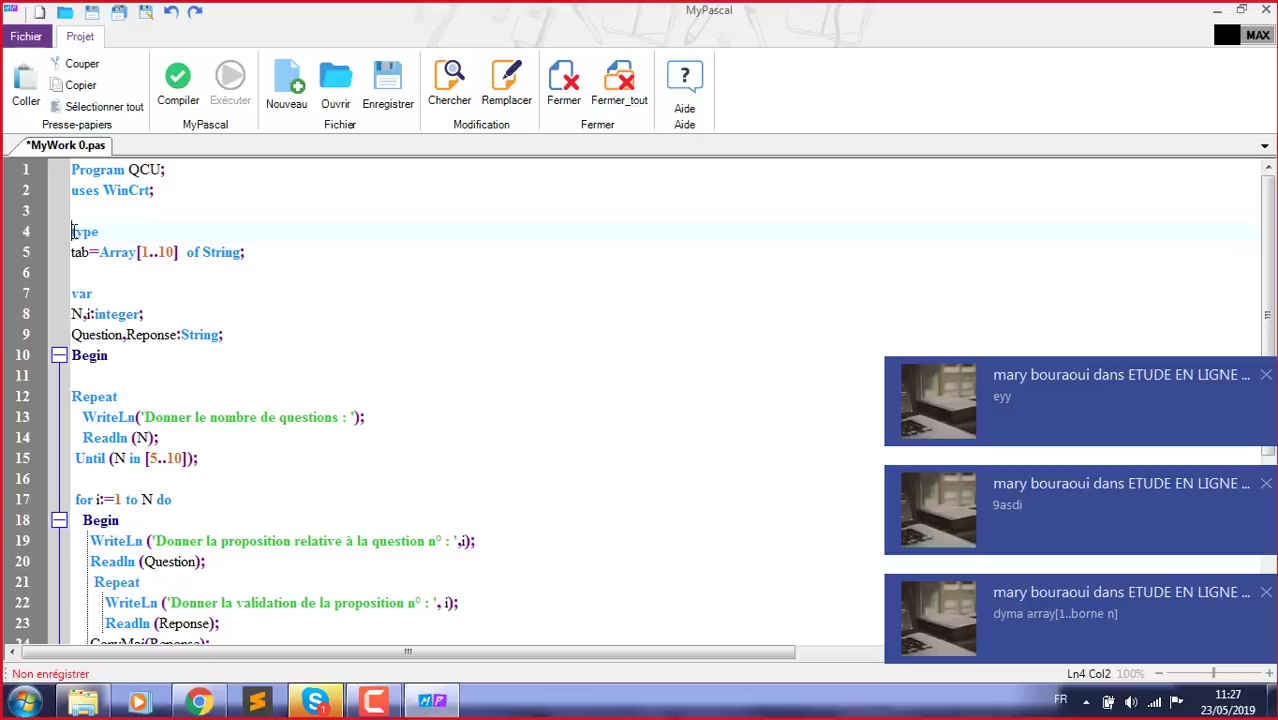 MyPascal
Fichier
Projet
MAX
Coller
Couper
Copier
Sélectionner tout
Presse-papiers
Compiler
Exécuter
MyPascal
Nouveau
Ouvrir
Enregistrer
Fichier
Chercher
Remplacer
Modification
Fermer
Fermer_tout
Fermer
Aide
Aide
*MyWork 0.pas
1 Program QCU;
2 uses WinCrt;
3
4 type
5 tab=Array[1..10] of String;
6
7 var
8 N,i:integer;
9 Question,Reponse:String;
10 Begin
11
12 Repeat
13 WriteLn('Donner le nombre de questions : ');
14 Readln (N);
15 Until (N in [5..10]);
16
17 for i:=1 to N do
18 Begin
19 WriteLn ('Donner la proposition relative à la question n° : ',i);
20 Readln (Question);
21 Repeat
22 WriteLn ('Donner la validation de la proposition n° : ', i);
23 Readln (Reponse);
24
mary bouraoui dans ETUDE EN LIGNE ...
eyy
mary bouraoui dans ETUDE EN LIGNE ...
9asdi
mary bouraoui dans ETUDE EN LIGNE ...
dyma array[1..borne n]
Non enrégistrer
Ln4 Col2 100%
1
MP
FR
11:27
23/05/2019